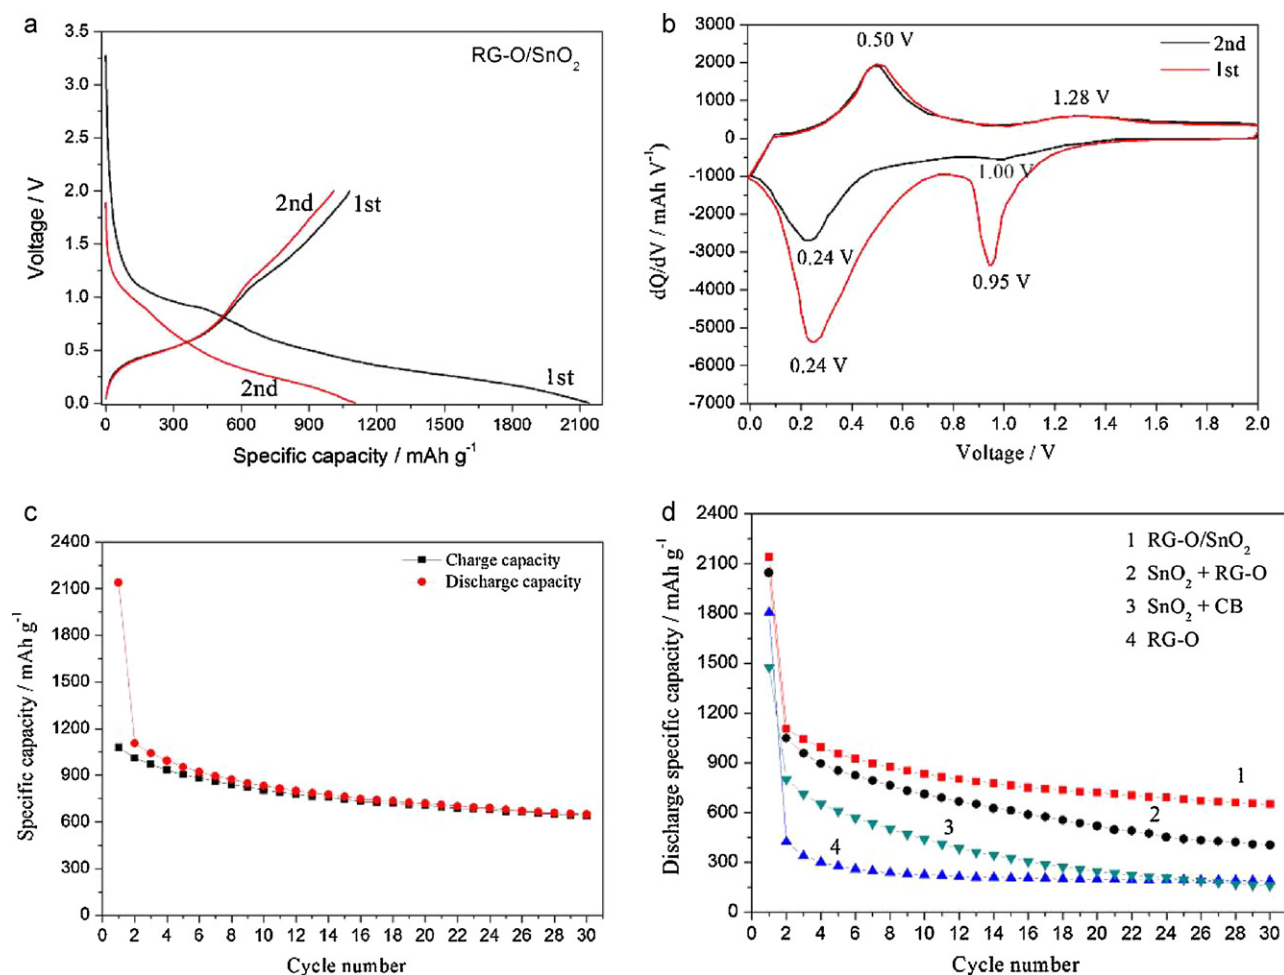 a
3.5
3.0
2.5
2.0
1.5
1.0
0.5
0.0
Voltage / V
RG-O/SnO₂
2nd
1st
2nd
1st
0 300 600 900 1200 1500 1800 2100
Specific capacity / mAh g⁻¹
b
3000
2000
1000
0
-1000
-2000
-3000
-4000
-5000
-6000
-7000
dQ/dV / mAh V⁻¹)
0.50 V
2nd
1st
1.28 V
1.00 V
0.24 V
0.95 V
0.24 V
0.0 0.2 0.4 0.6 0.8 1.0 1.2 1.4 1.6 1.8 2.0
Voltage / V
c
2400
2100
1800
1500
1200
900
600
300
0
Specific capacity / mAh g⁻¹
Charge capacity
Discharge capacity
0 2 4 6 8 10 12 14 16 18 20 22 24 26 28 30
Cycle number
d
2400
2100
1800
1500
1200
900
600
300
0
Discharge specific capacity / mAh g⁻¹
1 RG-O/SnO₂
2 SnO₂ + RG-O
3 SnO₂ + CB
4 RG-O
1
2
3
4
0 2 4 6 8 10 12 14 16 18 20 22 24 26 28 30
Cycle number